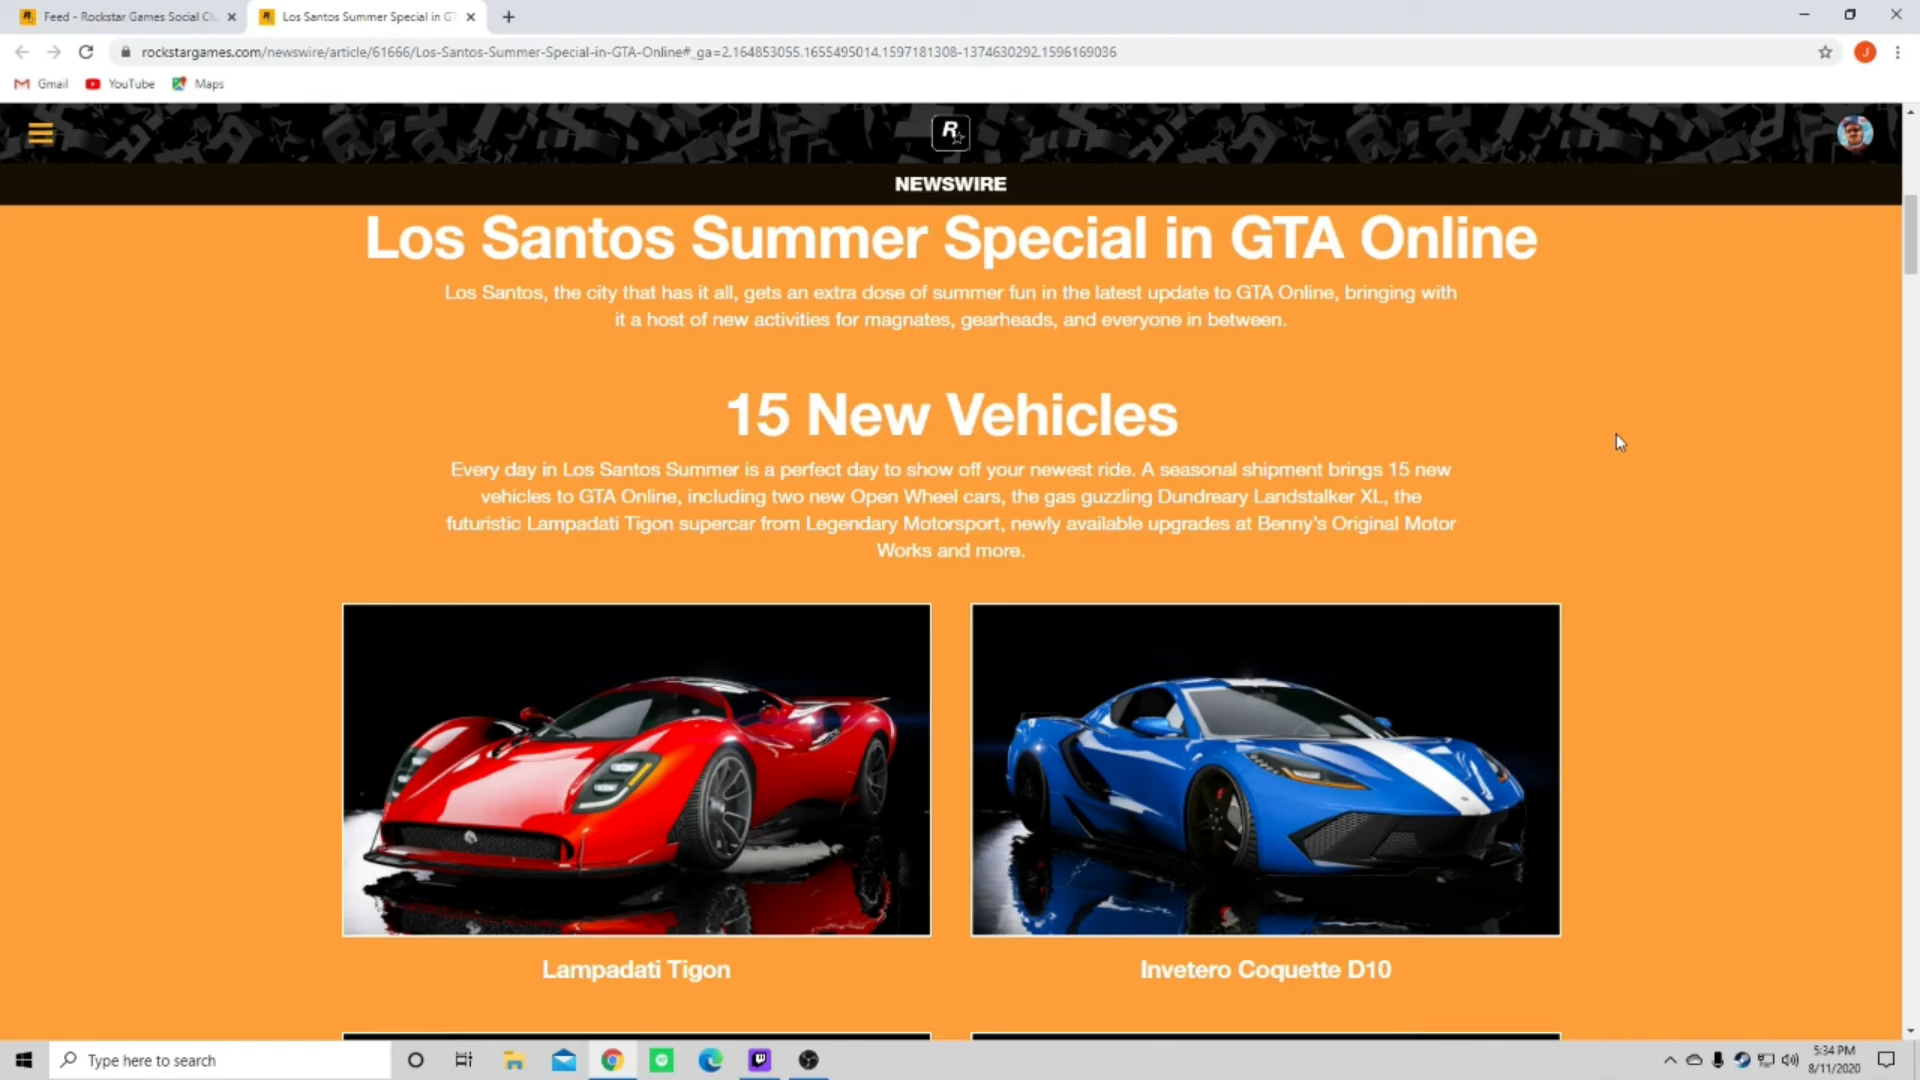 Feed - Rockstar Games Social Cl
Los Santos Summer Special in GT
rockstargames.com/newswire/article/61666/Los-Santos-Summer-Special-in-GTA-Online#_ga=2.164853055.1655495014.1597181308-1374630292.1596169036
J
Gmail
YouTube
Maps
R
NEWSWIRE
Los Santos Summer Special in GTA Online
Los Santos, the city that has it all, gets an extra dose of summer fun in the latest update to GTA Online, bringing with
it a host of new activities for magnates, gearheads, and everyone in between.
15 New Vehicles
Every day in Los Santos Summer is a perfect day to show off your newest ride. A seasonal shipment brings 15 new
vehicles to GTA Online, including two new Open Wheel cars, the gas guzzling Dundreary Landstalker XL, the
futuristic Lampadati Tigon supercar from Legendary Motorsport, newly available upgrades at Benny's Original Motor
Works and more.
Lampadati Tigon
Invetero Coquette D10
Type here to search
5:34 PM
8/11/2020